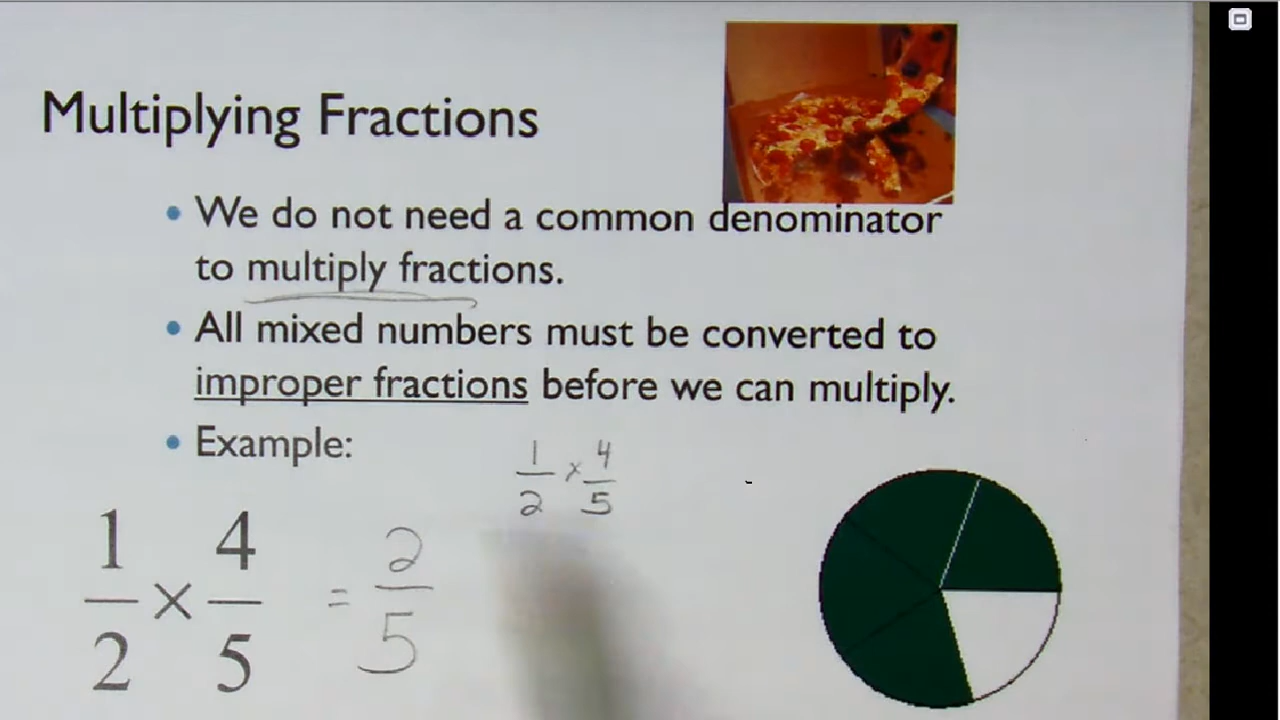 Multiplying Fractions
• We do not need a common denominator
to multiply fractions.
• All mixed numbers must be converted to
improper fractions before we can multiply.
• Example:
1/2 × 4/5
1/2 × 4/5 = 2/5